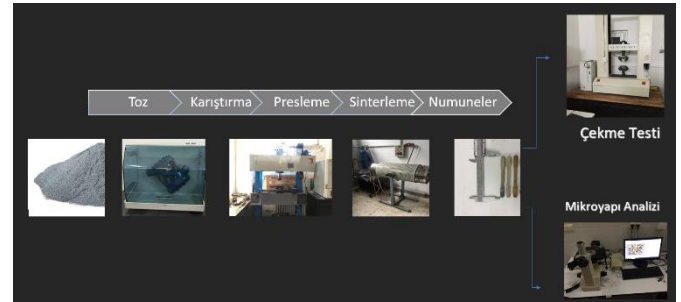 Toz
Karıştırma
Presleme
Sinterleme
Numuneler
Çekme Testi
Mikroyapı Analizi